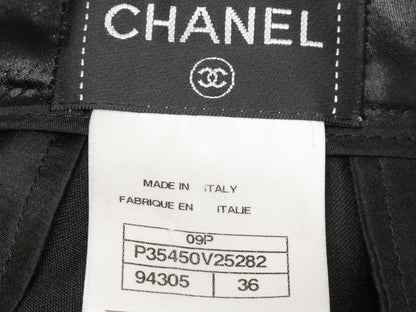 CHANEL
MADE IN ITALY
FABRIQUE EN ITALIE
09P
P35450V25282
94305 36